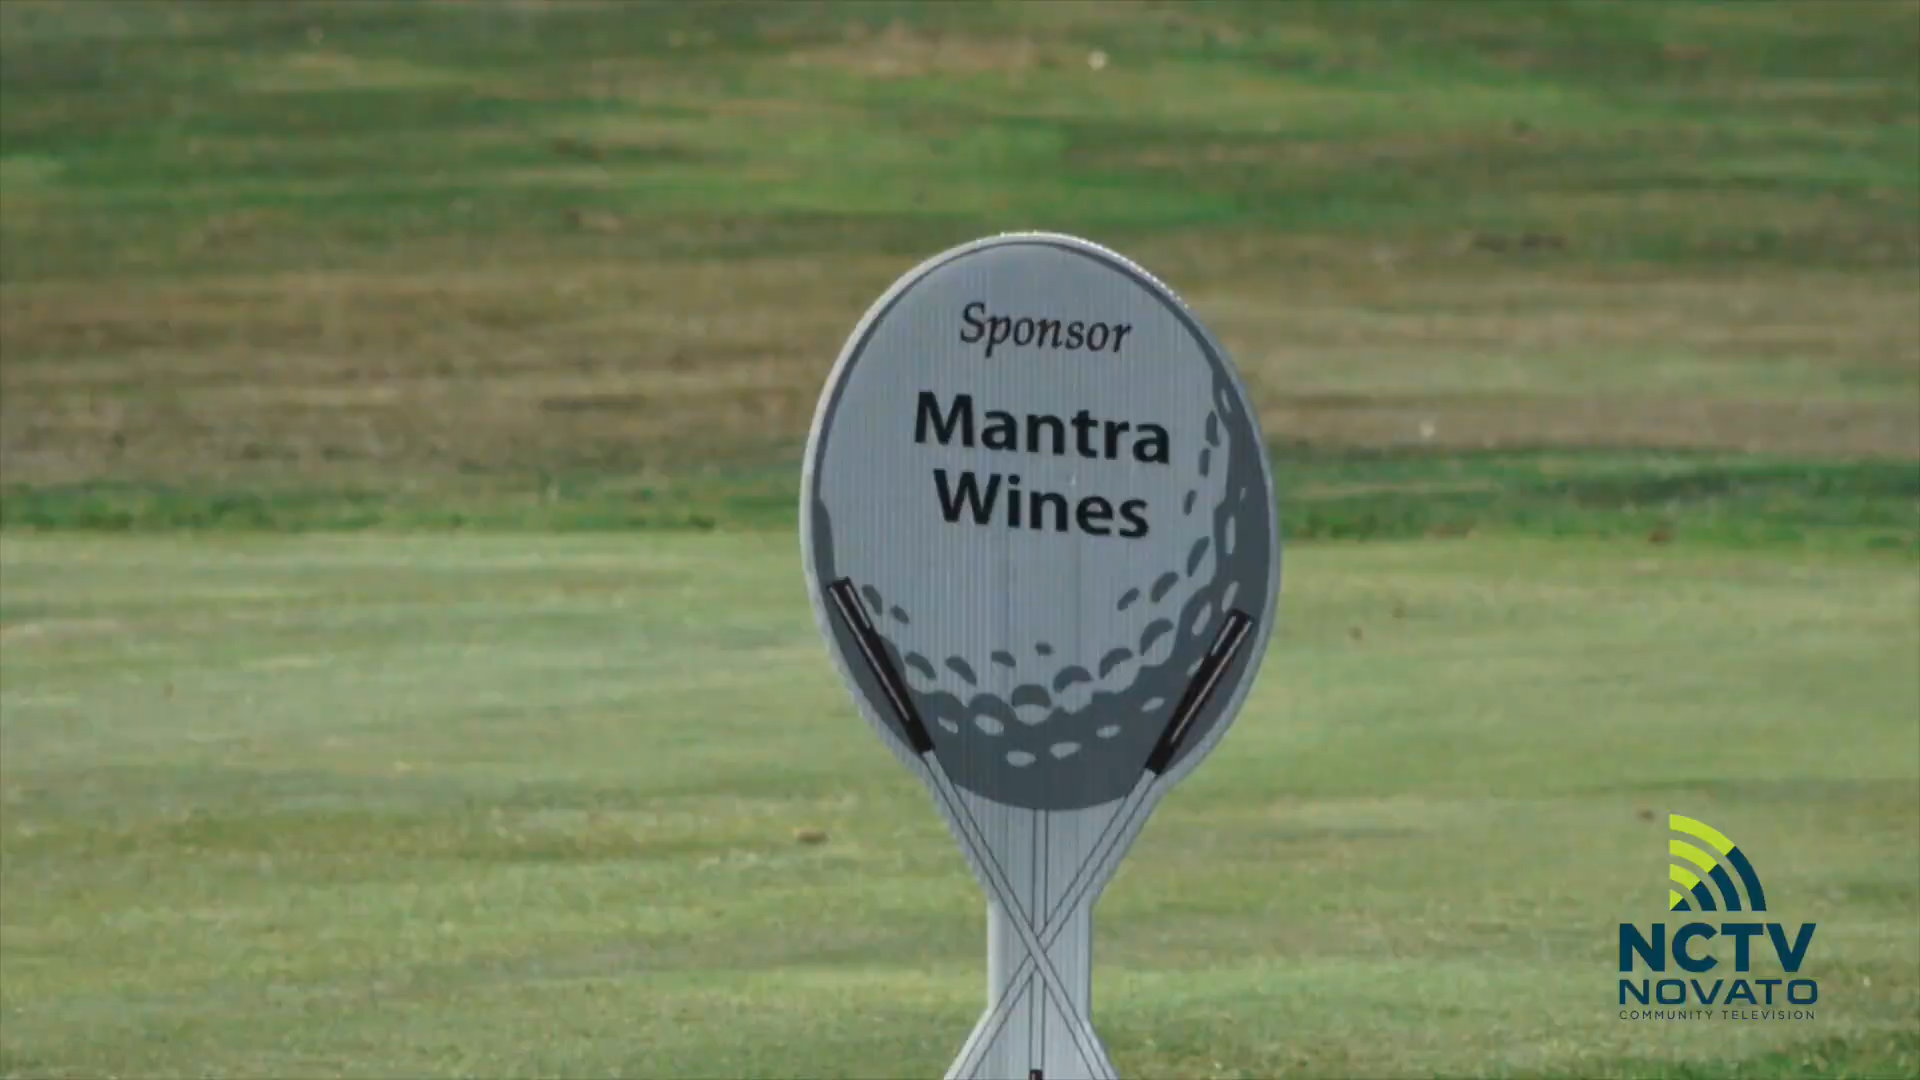 Sponsor
Mantra
Wines
NCTV
NOVATO
COMMUNITY TELEVISION